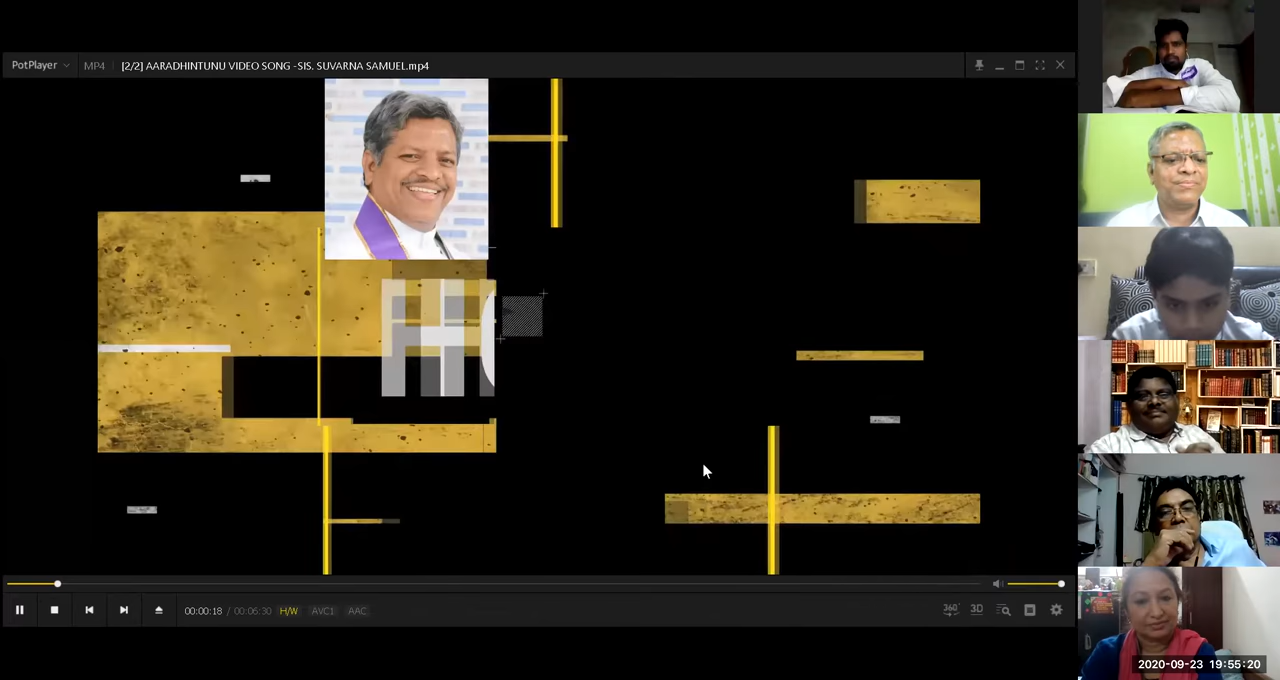 PotPlayer
MP4
[2/2] AARADHINTUNU VIDEO SONG -SIS. SUVARNA SAMUEL.mp4
00:00:18 / 00:06:30 H/W AVC1 AAC
360° 3D
2020-09-23 19:55:20